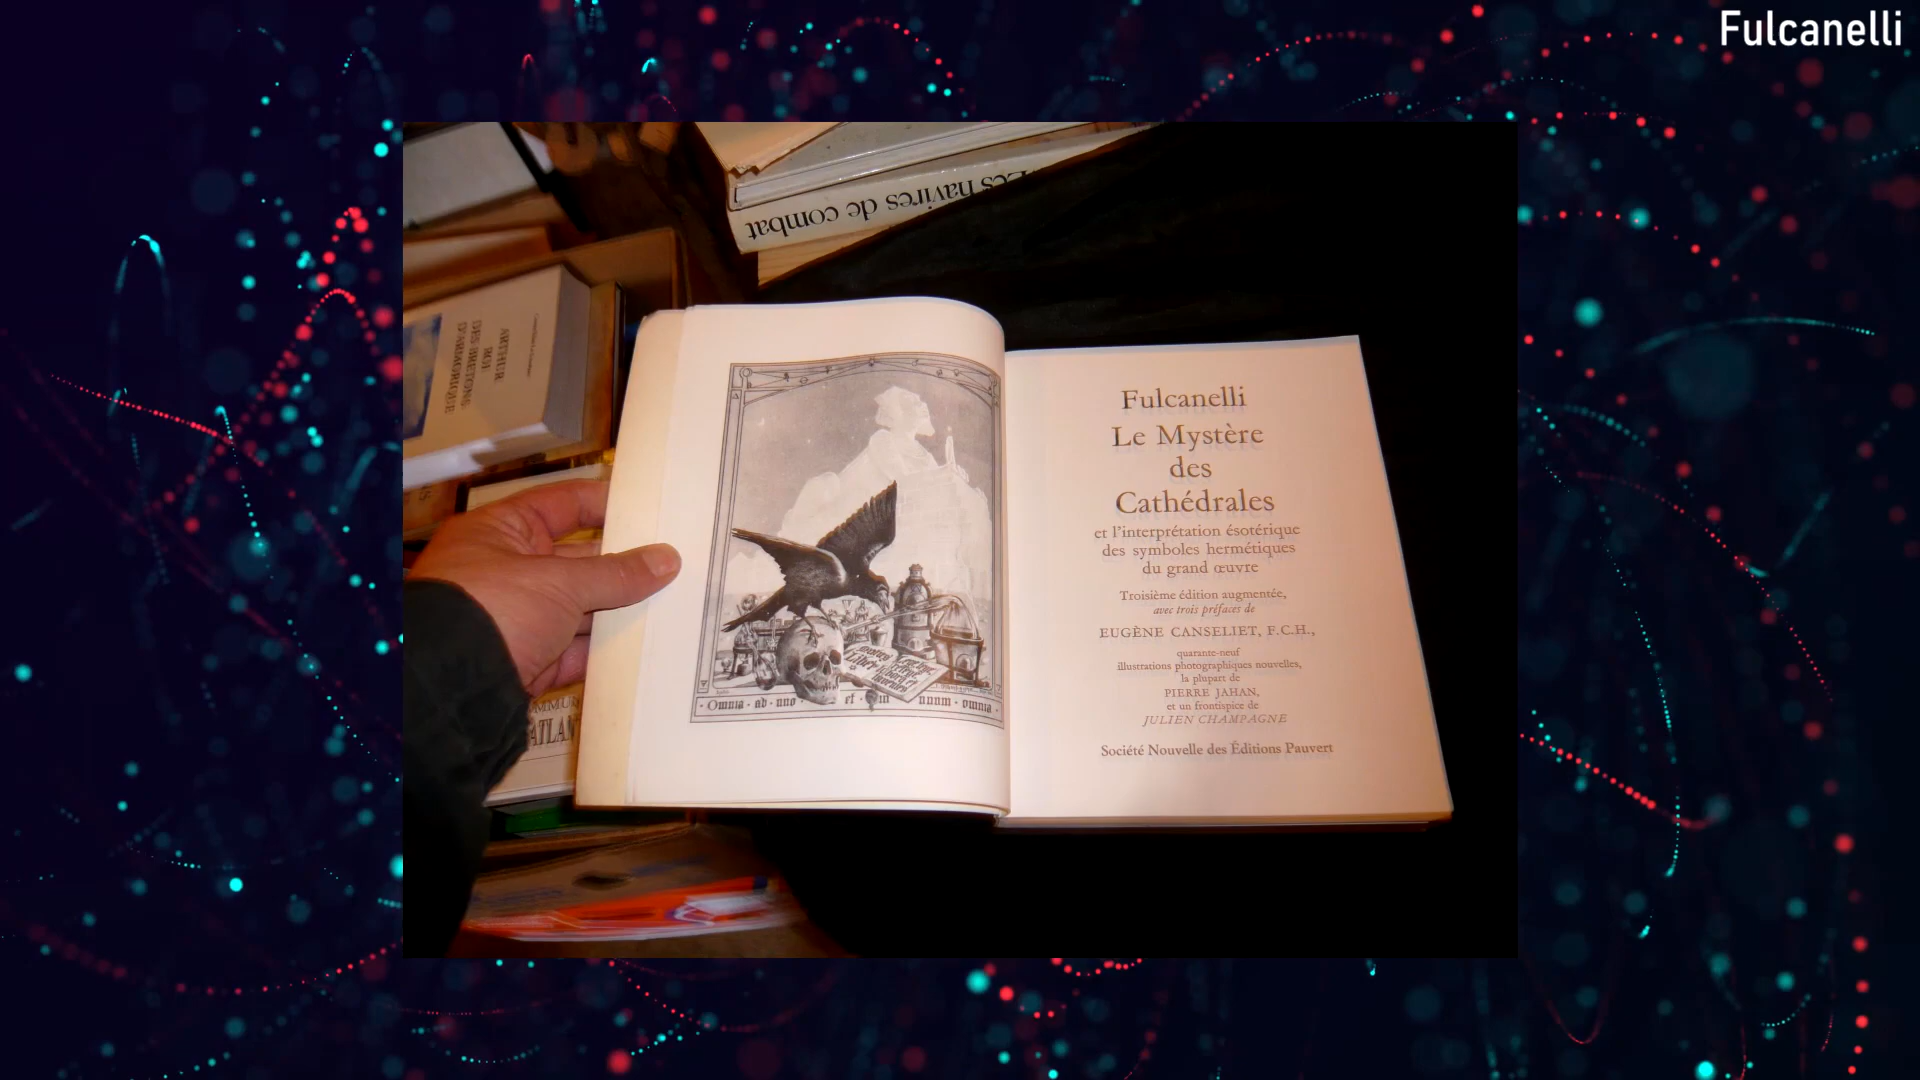 Fulcanelli
Les navires de combat
ARTHUR
ROI
DES BRETONS
D'ARMORIQUE
ATLAN
Omnia · ab · uno · et · in · unum · omnia ·
Fulcanelli
Le Mystère
des
Cathédrales
et l'interprétation ésotérique
des symboles hermétiques
du grand œuvre
Troisième édition augmentée,
avec trois préfaces de
EUGÈNE CANSELIET, F.C.H.,
quarante-neuf
illustrations photographiques nouvelles,
la plupart de
PIERRE JAHAN,
et un frontispice de
JULIEN CHAMPAGNE
Société Nouvelle des Éditions Pauvert